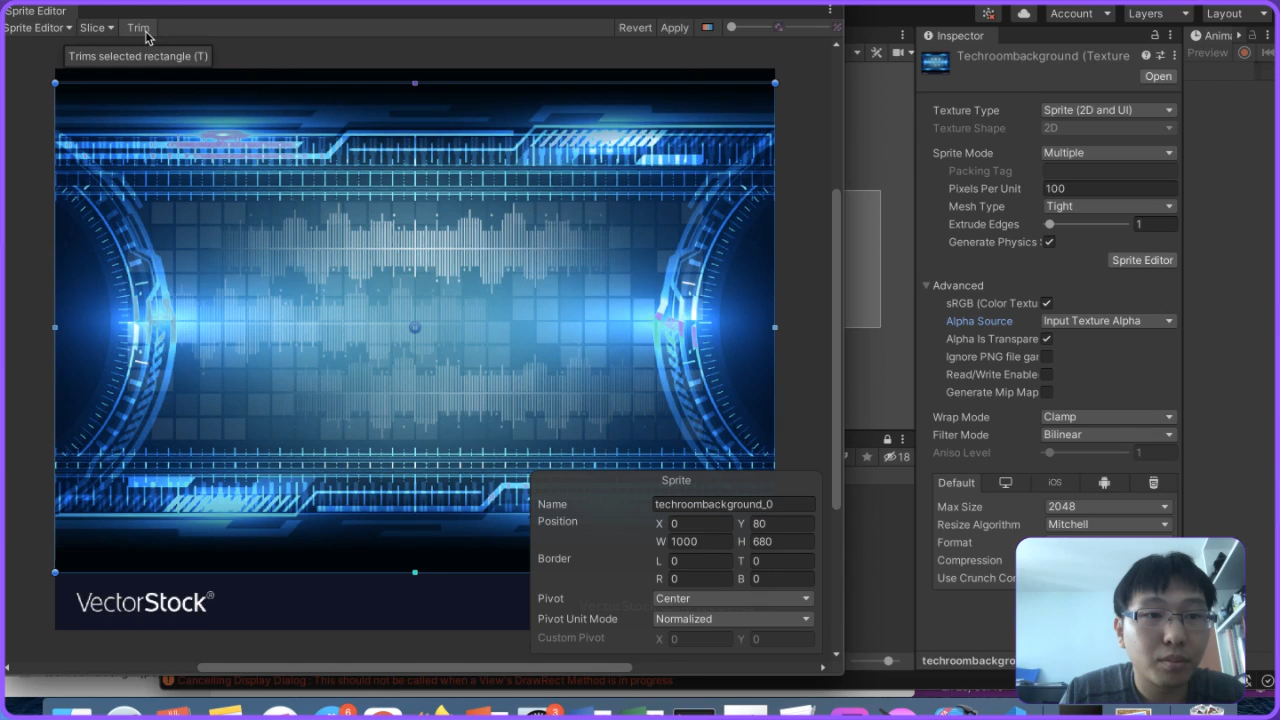 Sprite Editor
Sprite Editor Slice Trim Revert Apply
Trims selected rectangle (T)
VectorStock®
Sprite
Name techroombackground_0
Position X 0 Y 80
W 1000 H 680
Border L 0 T 0
R 0 B 0
Pivot Center
Pivot Unit Mode Normalized
Custom Pivot X 0 Y 0
Cancelling Display Dialog : This should not be called when a View's DrawRect Method is in progress
Account Layers Layout
18
Inspector
Techroombackground (Texture
Open
Texture Type Sprite (2D and UI)
Texture Shape 2D
Sprite Mode Multiple
Packing Tag
Pixels Per Unit 100
Mesh Type Tight
Extrude Edges 1
Generate Physics
Sprite Editor
Advanced
sRGB (Color Textu
Alpha Source Input Texture Alpha
Alpha Is Transpare
Ignore PNG file gar
Read/Write Enable
Generate Mip Map
Wrap Mode Clamp
Filter Mode Bilinear
Aniso Level 1
Default iOS
Max Size 2048
Resize Algorithm Mitchell
Format
Compression
Use Crunch Con
techroombackgro
Anima
Preview
6
3